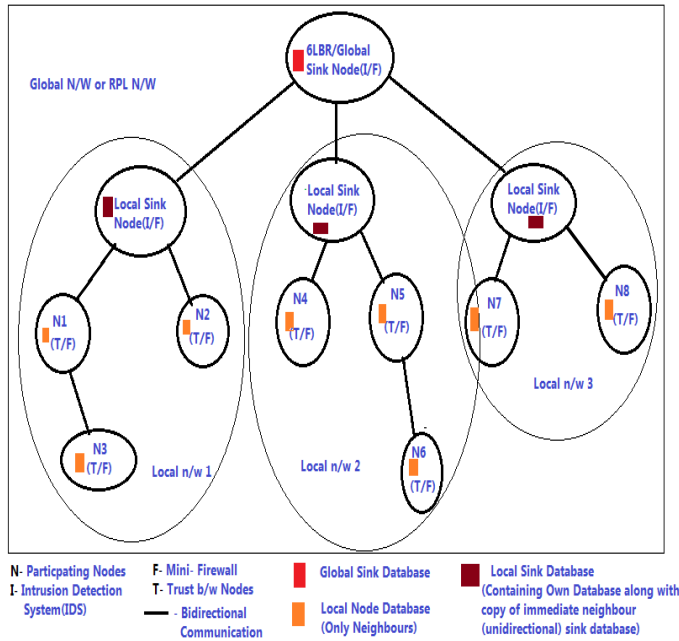 6LBR/Global
Sink Node(I/F)
Global N/W or RPL N/W
Local Sink
Node(I/F)
Local Sink
Node(I/F)
Local Sink
Node(I/F)
N1
(T/F)
N2
(T/F)
N4
(T/F)
N5
(T/F)
N7
(T/F)
N8
(T/F)
Local n/w 3
N3
(T/F)
Local n/w 1
Local n/w 2
N6
(T/F)
N- Particpating Nodes
I- Intrusion Detection
System(IDS)
F- Mini- Firewall
T- Trust b/w Nodes
- Bidirectional
Communication
Global Sink Database
Local Node Database
(Only Neighbours)
Local Sink Database
(Containing Own Database along with
copy of immediate neighbour
(unidirectional) sink database)